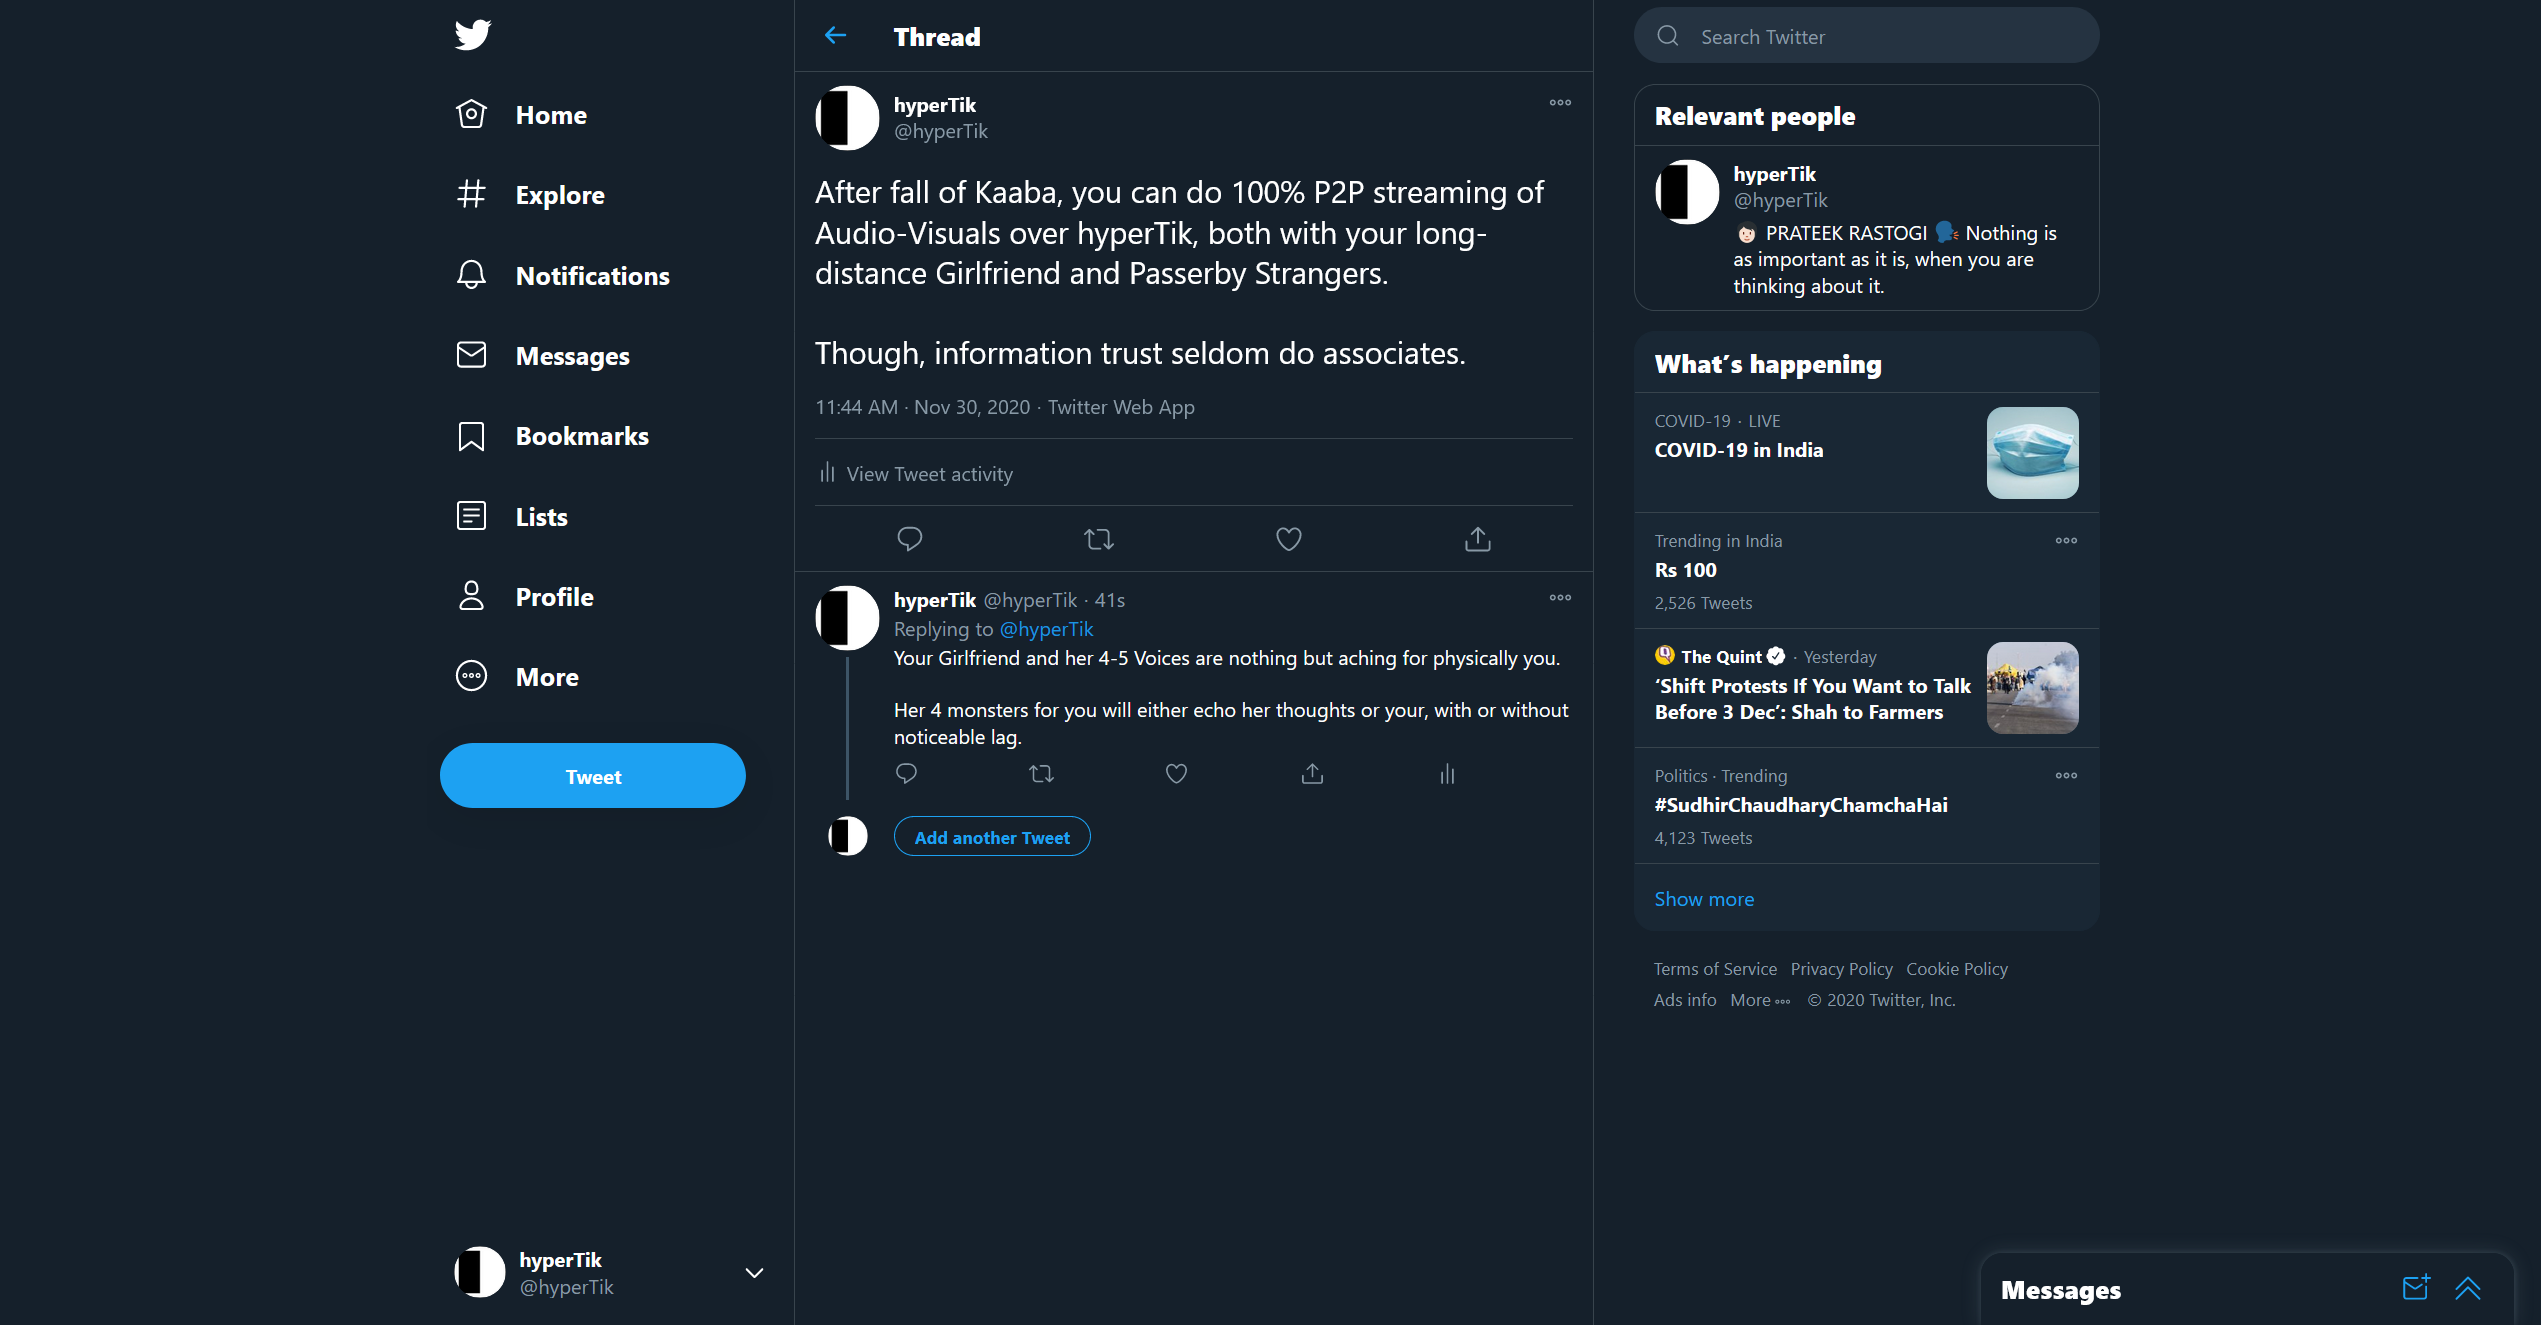 Home
Explore
Notifications
Messages
Bookmarks
Lists
Profile
More
Tweet
hyperTik
@hyperTik
Thread
hyperTik
@hyperTik
After fall of Kaaba, you can do 100% P2P streaming of
Audio-Visuals over hyperTik, both with your long-
distance Girlfriend and Passerby Strangers.
Though, information trust seldom do associates.
11:44 AM · Nov 30, 2020 · Twitter Web App
View Tweet activity
hyperTik @hyperTik · 41s
Replying to @hyperTik
Your Girlfriend and her 4-5 Voices are nothing but aching for physically you.
Her 4 monsters for you will either echo her thoughts or your, with or without
noticeable lag.
Add another Tweet
Search Twitter
Relevant people
hyperTik
@hyperTik
PRATEEK RASTOGI Nothing is
as important as it is, when you are
thinking about it.
What's happening
COVID-19 · LIVE
COVID-19 in India
Trending in India
Rs 100
2,526 Tweets
The Quint · Yesterday
‘Shift Protests If You Want to Talk
Before 3 Dec’: Shah to Farmers
Politics · Trending
#SudhirChaudharyChamchaHai
4,123 Tweets
Show more
Terms of Service Privacy Policy Cookie Policy
Ads info More © 2020 Twitter, Inc.
Messages